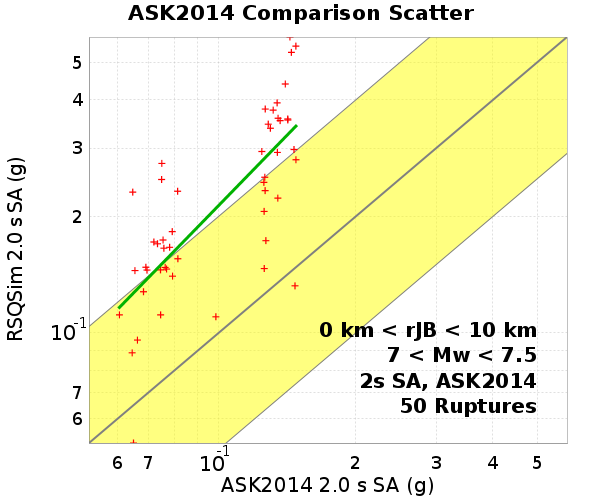 ASK2014 Comparison Scatter
RSQSim 2.0 s SA (g)
5
4
3
2
10-1
7
6
0 km < rJB < 10 km
7 < Mw < 7.5
2s SA, ASK2014
50 Ruptures
6 7 10-1 2 3 4 5
ASK2014 2.0 s SA (g)